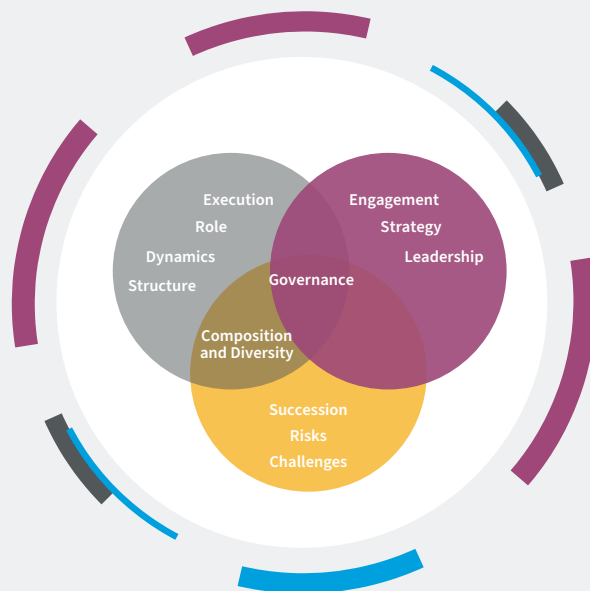 Execution
Role
Dynamics
Structure
Engagement
Strategy
Leadership
Governance
Composition
and Diversity
Succession
Risks
Challenges